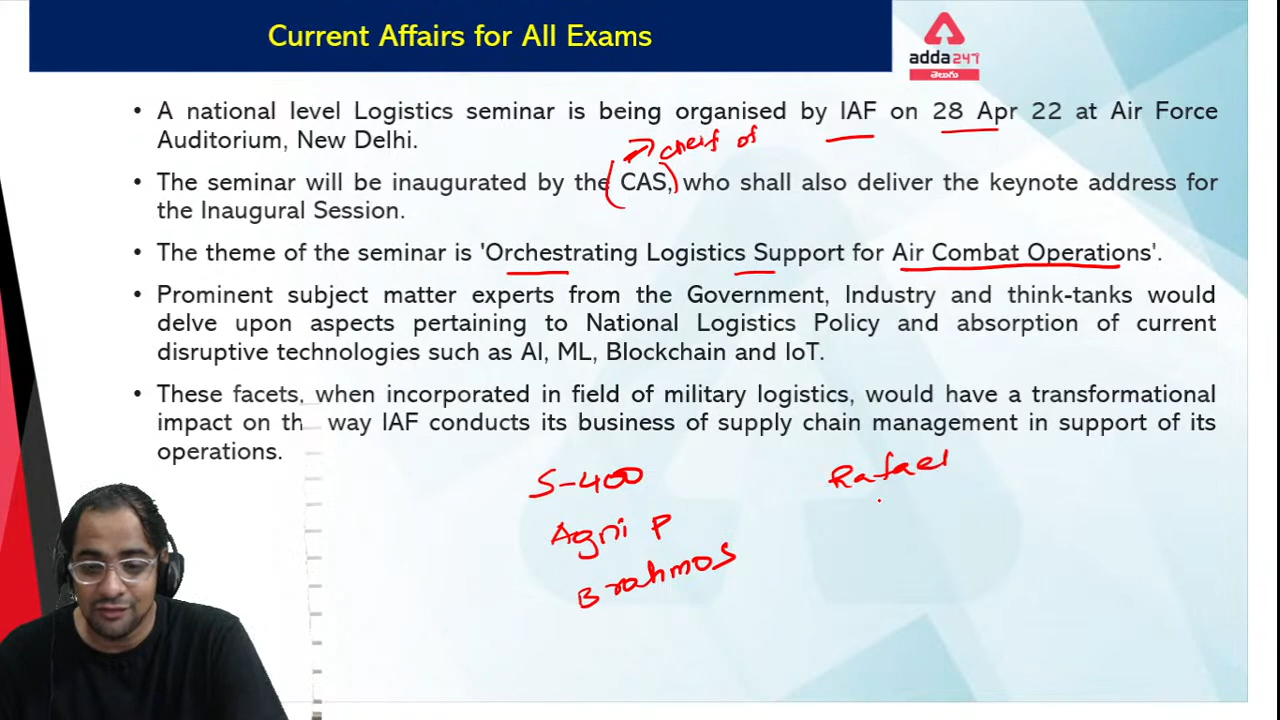 Current Affairs for All Exams
adda247
తెలుగు
• A national level Logistics seminar is being organised by IAF on 28 Apr 22 at Air Force
Auditorium, New Delhi.
cheif of
• The seminar will be inaugurated by the CAS, who shall also deliver the keynote address for
the Inaugural Session.
• The theme of the seminar is 'Orchestrating Logistics Support for Air Combat Operations'.
• Prominent subject matter experts from the Government, Industry and think-tanks would
delve upon aspects pertaining to National Logistics Policy and absorption of current
disruptive technologies such as AI, ML, Blockchain and IoT.
• These facets, when incorporated in field of military logistics, would have a transformational
impact on th way IAF conducts its business of supply chain management in support of its
operations.
S-400
Rafael
Agni P
Brahmos